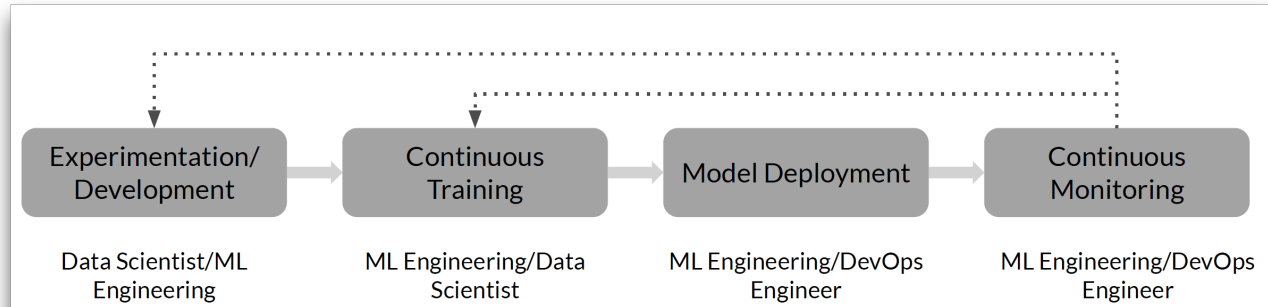 Experimentation/
Development
Continuous
Training
Model Deployment
Continuous
Monitoring
Data Scientist/ML
Engineering
ML Engineering/Data
Scientist
ML Engineering/DevOps
Engineer
ML Engineering/DevOps
Engineer